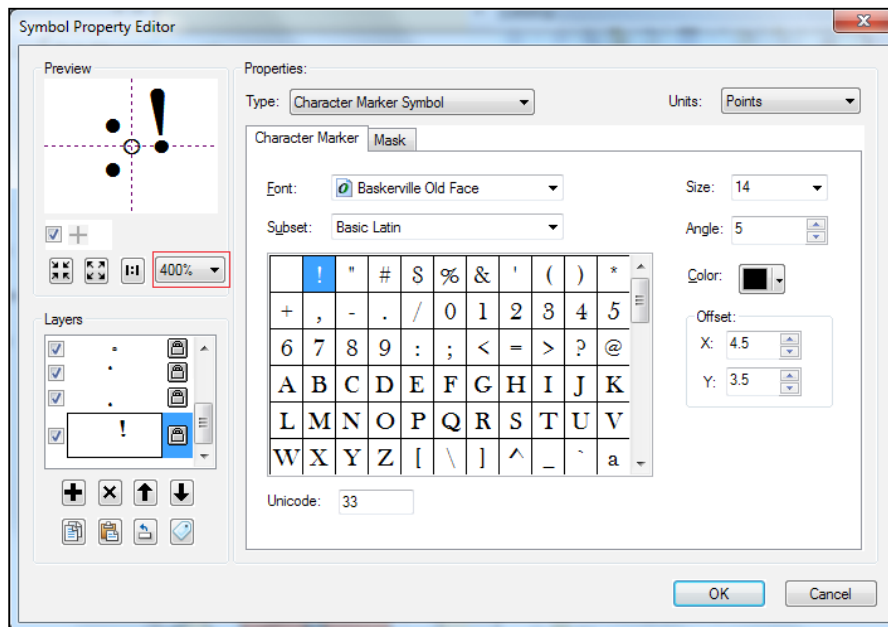 Symbol Property Editor
Preview
Properties:
Type: Character Marker Symbol
Units: Points
Character Marker
Mask
Font: Baskerville Old Face
Size: 14
Subset: Basic Latin
Angle: 5
Color:
Offset:
X: 4.5
Y: 3.5
:!
1:1
400%
Layers
!
! " # $ % & ' ( ) *
+ , - . / 0 1 2 3 4 5
6 7 8 9 : ; < = > ? @
A B C D E F G H I J K
L M N O P Q R S T U V
W X Y Z [ \ ] ^ _ ` a
Unicode: 33
OK
Cancel